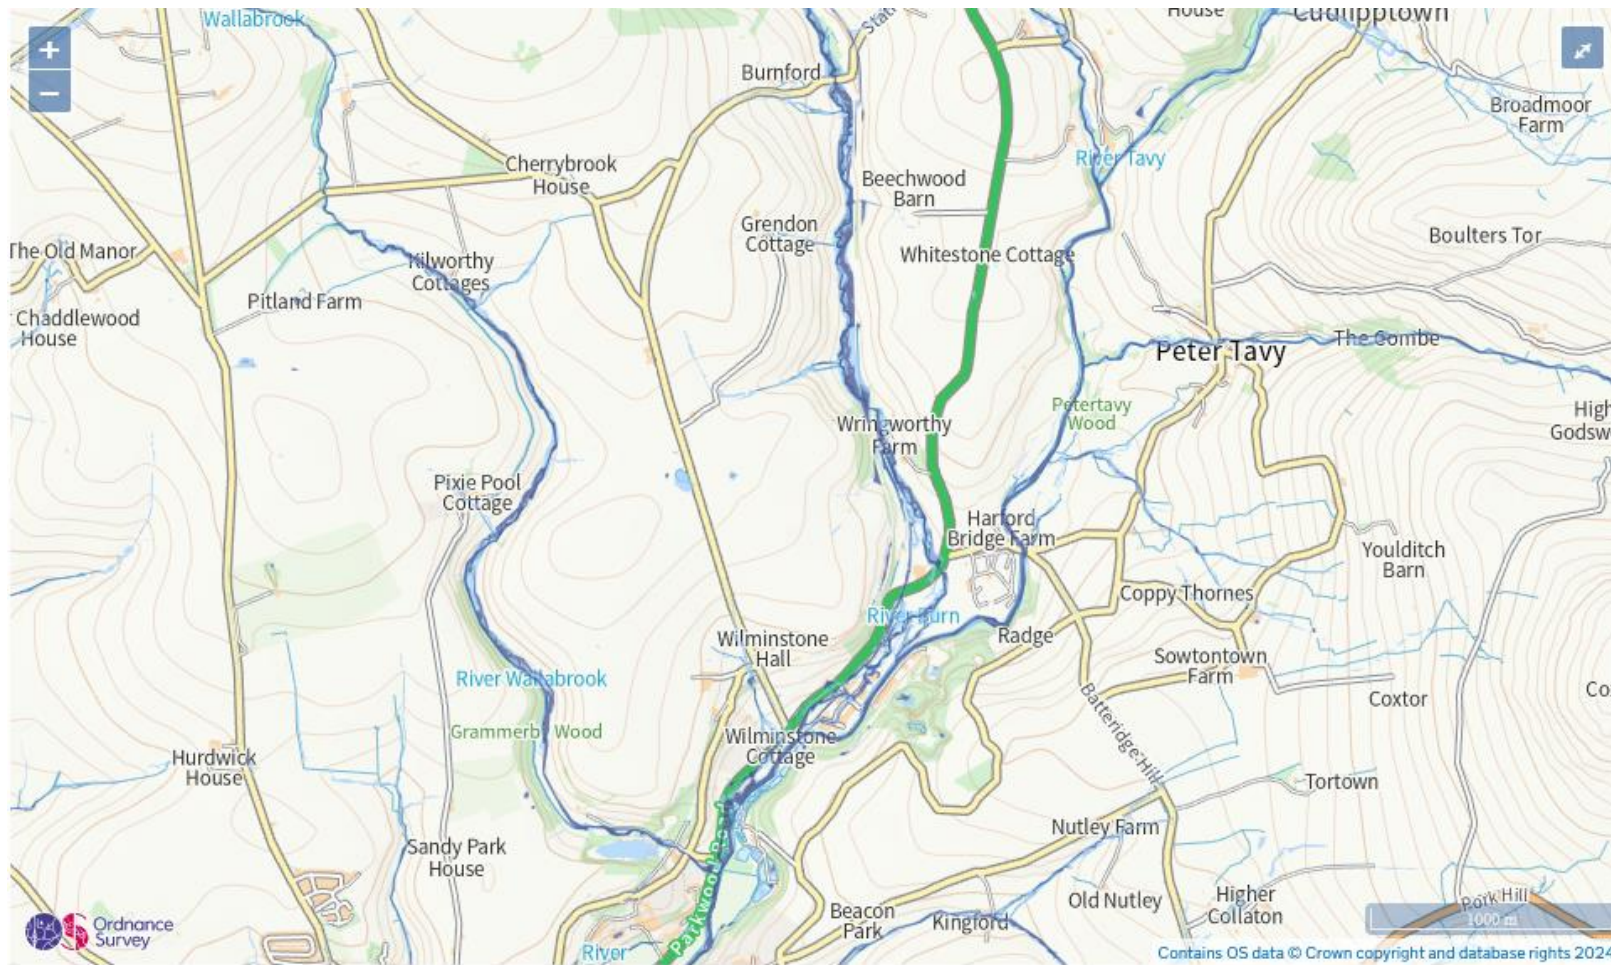 Wallabrook
House
Cudlipptown
+
−
Burnford
Broadmoor
Farm
Cherrybrook
House
River Tavy
Beechwood
Barn
Grendon
Cottage
The Old Manor
Kilworthy
Cottages
Whitestone Cottage
Boulters Tor
Pitland Farm
Chaddlewood
House
Peter Tavy
The Combe
Petertavy
Wood
Wringworthy
Farm
High
Godsw
Pixie Pool
Cottage
Harford
Bridge Farm
Youlditch
Barn
Coppy Thornes
River Burn
Radge
Wilminstone
Hall
Sowtontown
Farm
River Wallabrook
Coxtor
Co
Batteridge Hill
Grammerby Wood
Wilminstone
Cottage
Hurdwick
House
Tortown
Nutley Farm
Sandy Park
House
Parkwood Road
Old Nutley
Higher
Collaton
Pork Hill
1000 m
Beacon
Park
Kingford
Ordnance
Survey
River
Contains OS data © Crown copyright and database rights 2024